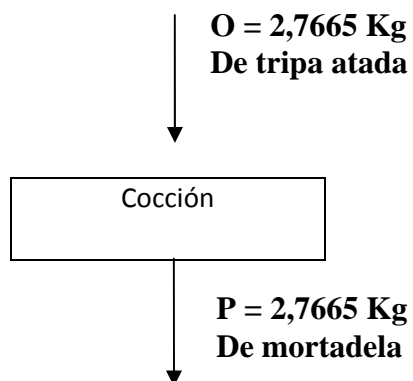 O = 2,7665 Kg
De tripa atada
Cocción
P = 2,7665 Kg
De mortadela